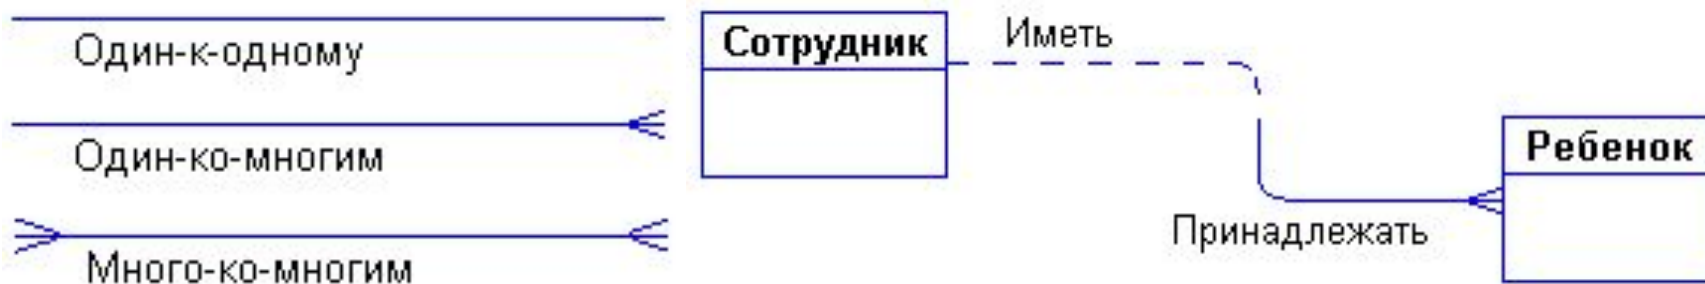 Один-к-одному
Один-ко-многим
Много-ко-многим
Сотрудник
Иметь
Принадлежать
Ребенок